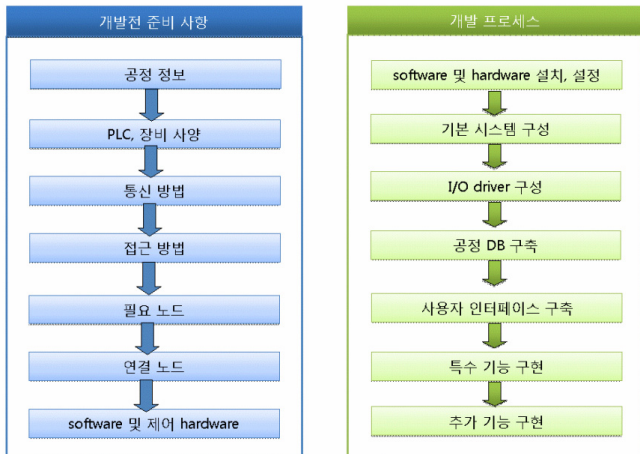 개발전 준비 사항
공정 정보
PLC, 장비 사양
통신 방법
접근 방법
필요 노드
연결 노드
software 및 제어 hardware
개발 프로세스
software 및 hardware 설치, 설정
기본 시스템 구성
I/O driver 구성
공정 DB 구축
사용자 인터페이스 구축
특수 기능 구현
추가 기능 구현